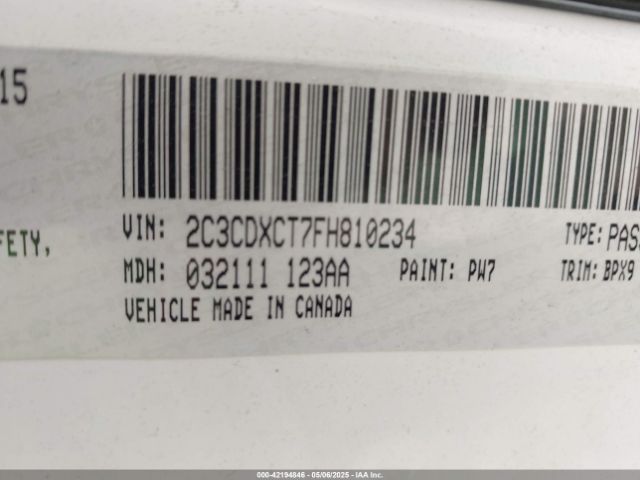 15
FETY,
VIN: 2C3CDXCT7FH810234 TYPE: PAS
MDH: 032111 123AA PAINT: PW7 TRIM: BPX9
VEHICLE MADE IN CANADA
000-42194846 - 05/06/2025 - IAA Inc.